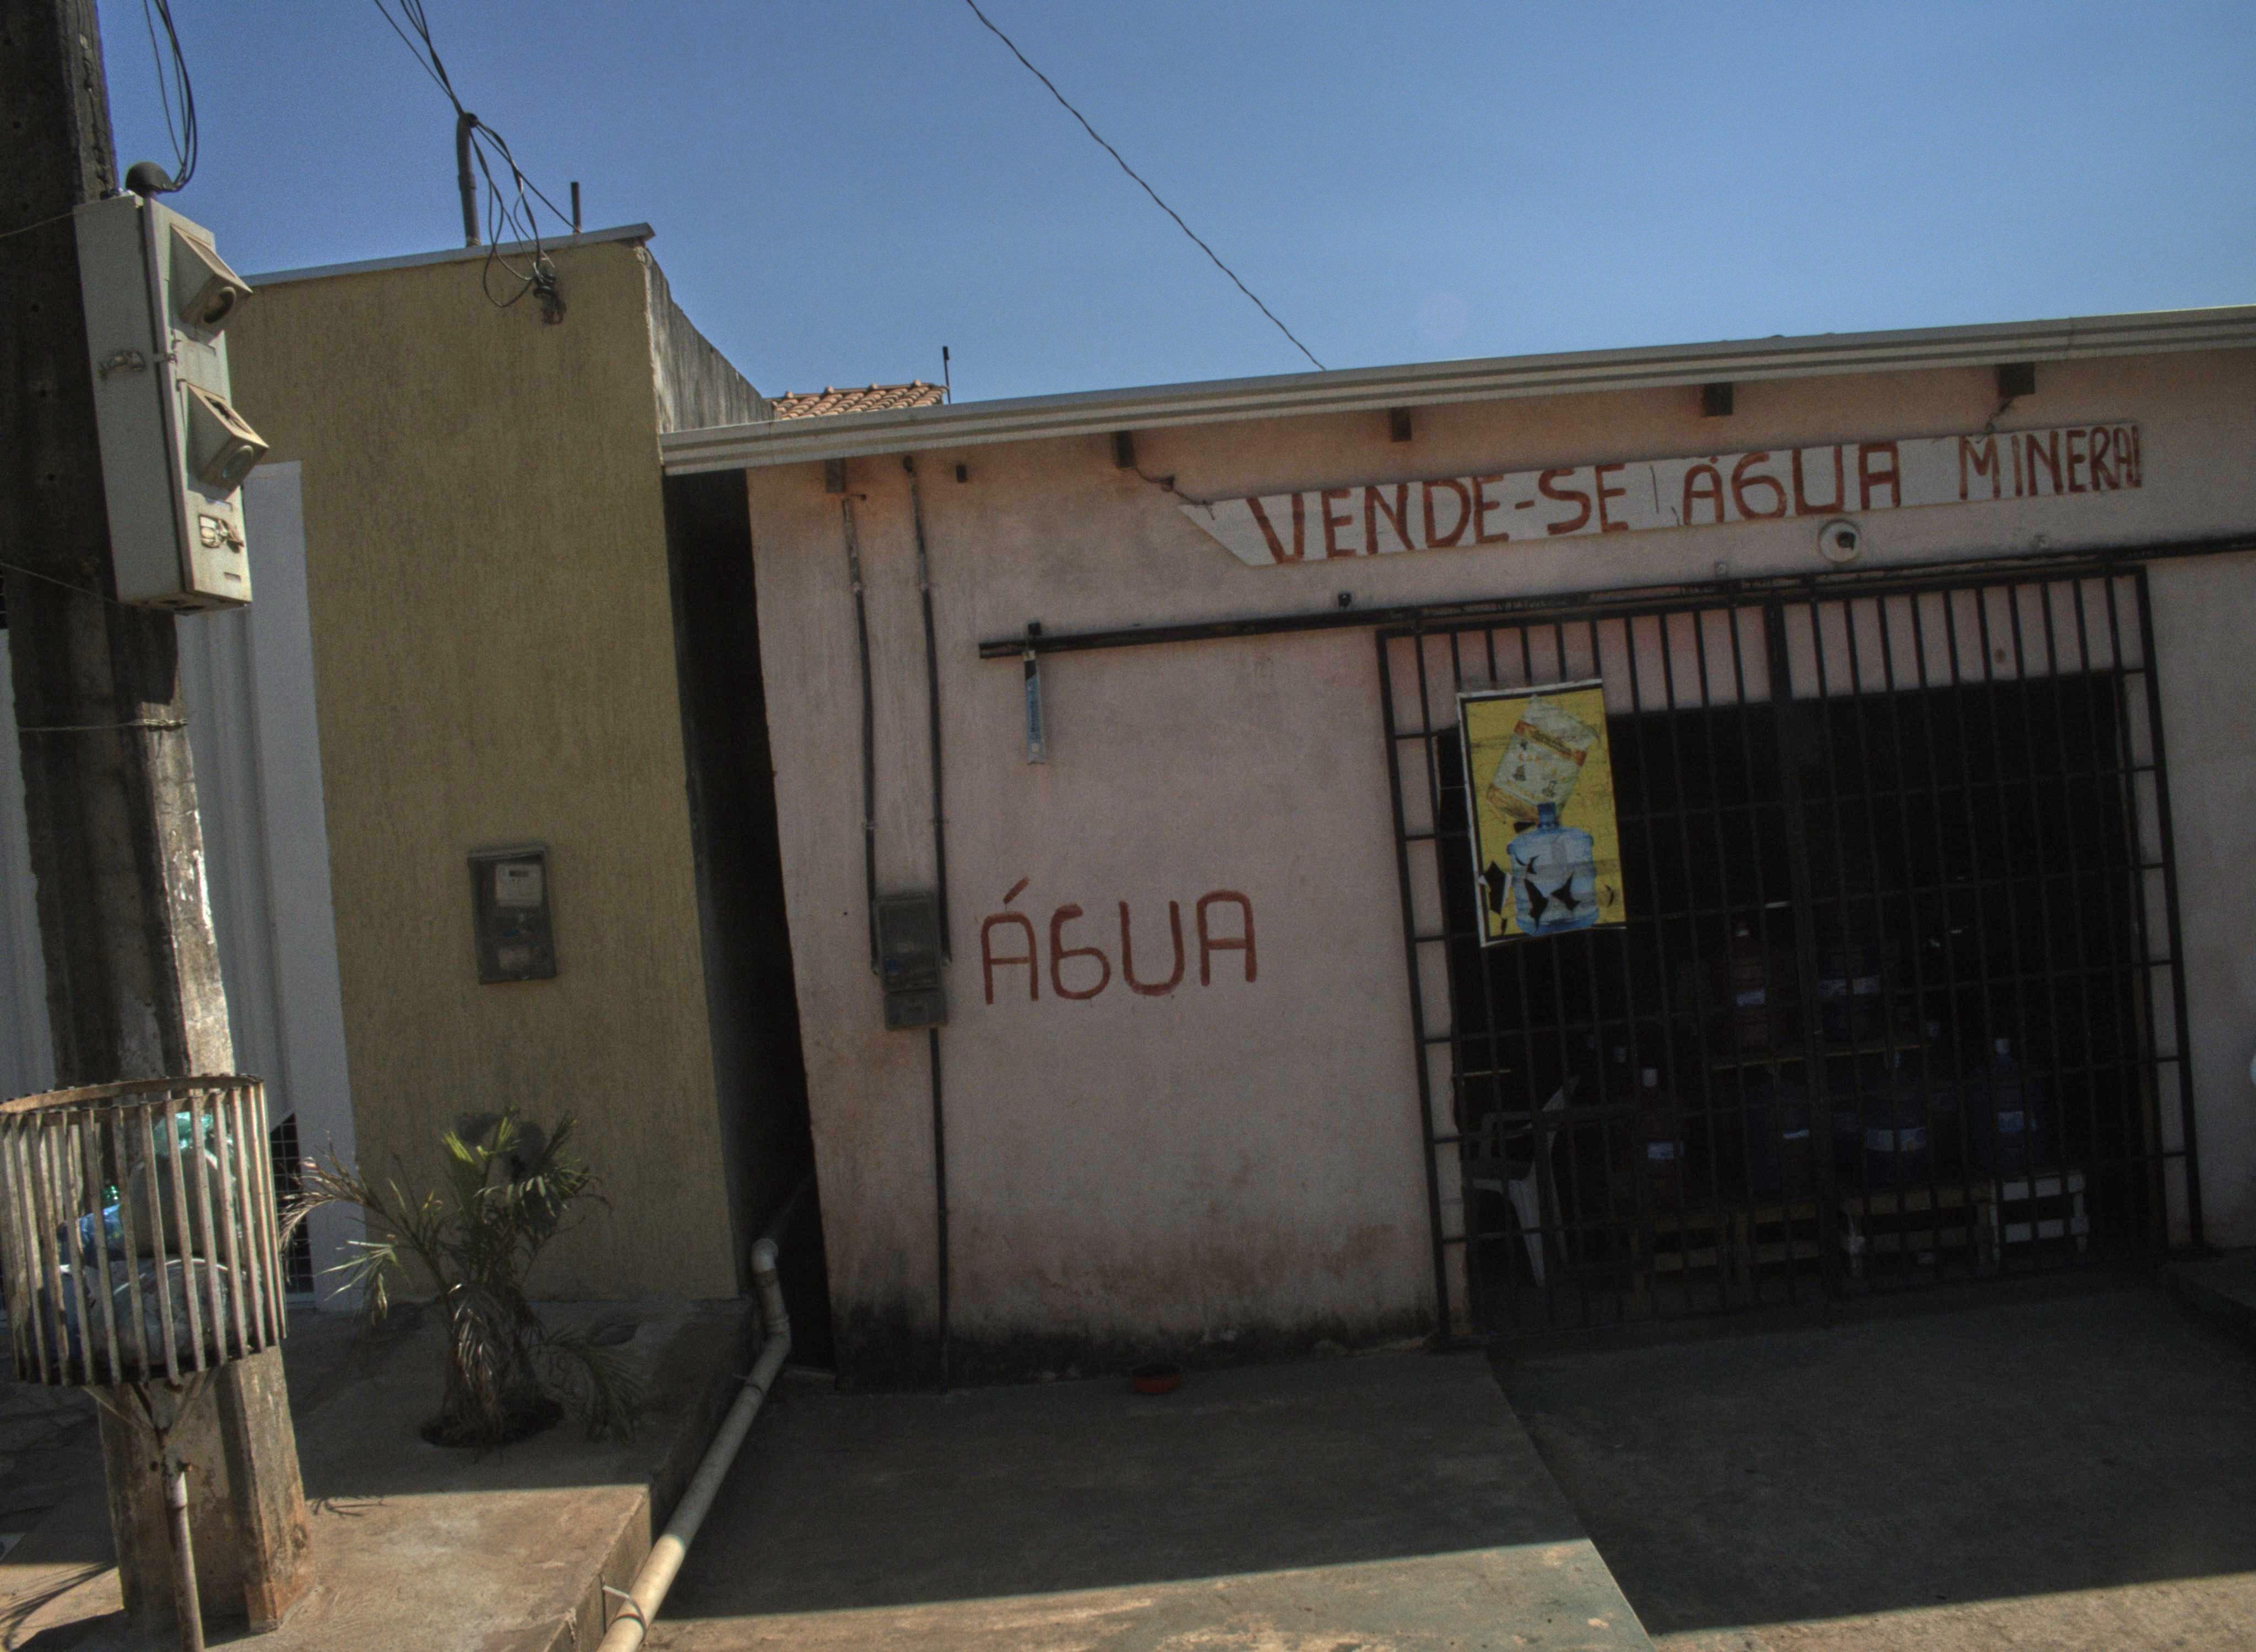 VENDE-SE ÁGUA MINERAl
ÁGUA